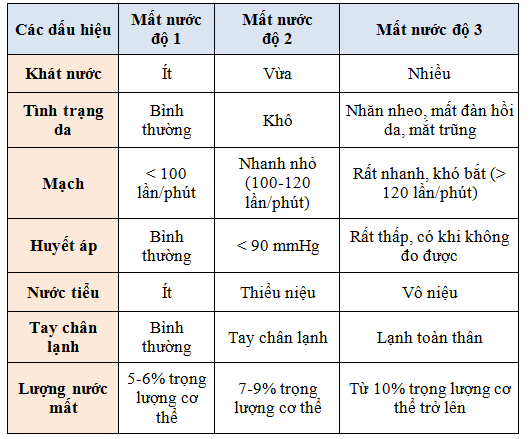 Các dấu hiệu
Mất nước
độ 1
Mất nước
độ 2
Mất nước độ 3
Khát nước
Ít
Vừa
Nhiều
Tình trạng
da
Bình
thường
Khô
Nhăn nheo, mất đàn hồi
da, mắt trũng
Mạch
< 100
lần/phút
Nhanh nhỏ
(100-120
lần/phút)
Rất nhanh, khó bắt (>
120 lần/phút)
Huyết áp
Bình
thường
< 90 mmHg
Rất thấp, có khi không
đo được
Nước tiểu
Ít
Thiểu niệu
Vô niệu
Tay chân
lạnh
Bình
thường
Tay chân lạnh
Lạnh toàn thân
Lượng nước
mất
5-6% trọng
lượng cơ
thể
7-9% trọng
lượng cơ thể
Từ 10% trọng lượng cơ
thể trở lên